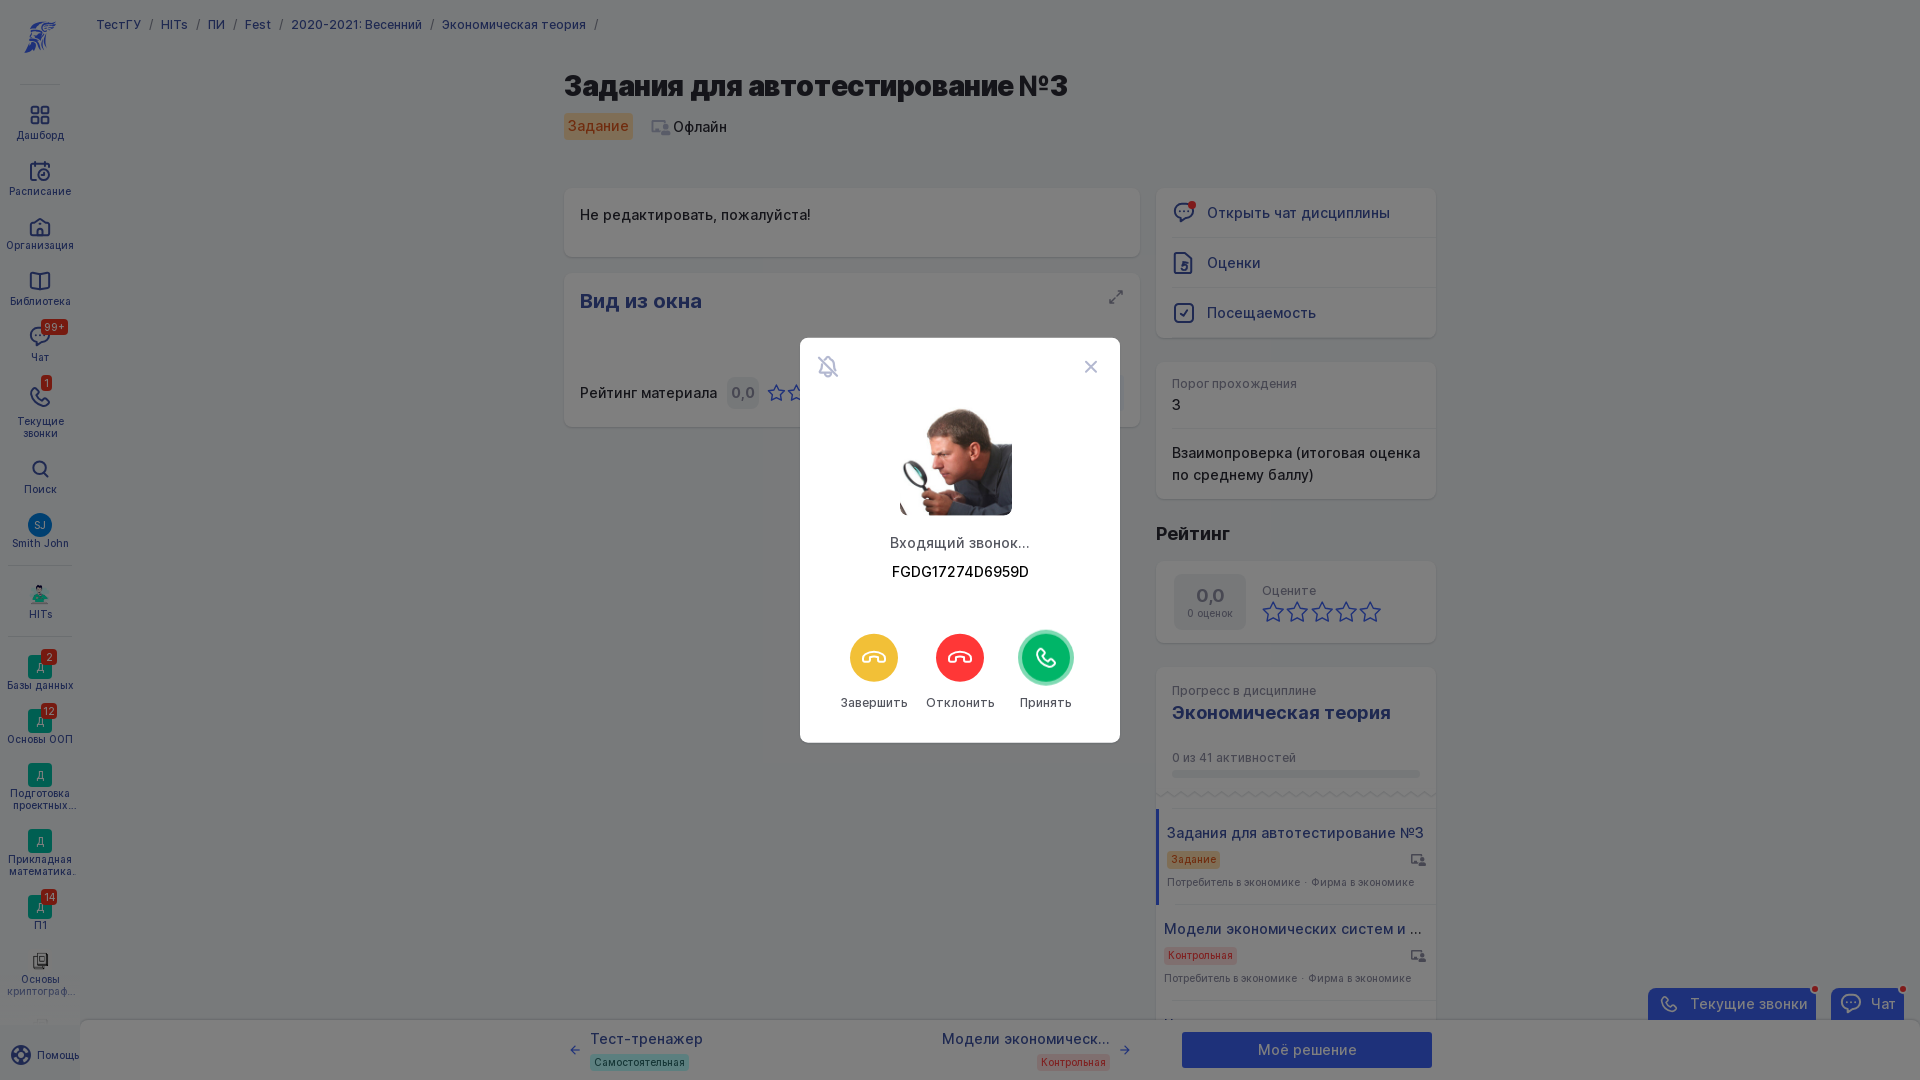 ТестГУ / HITs / ПИ / Fest / 2020-2021: Весенний / Экономическая теория /
Дашборд
Расписание
Организация
Библиотека
99+
Чат
1
Текущие
звонки
Поиск
SJ
Smith John
HITs
2
Д
Базы данных
12
Д
Основы ООП
Д
Подготовка
проектных...
Д
Прикладная
математика.
14
Д
П1
Основы
криптограф...
Помощь
Задания для автотестирование №3
Задание
Офлайн
Не редактировать, пожалуйста!
Вид из окна
Рейтинг материала 0,0
Входящий звонок...
FGDG17274D6959D
Завершить
Отклонить
Принять
Открыть чат дисциплины
Оценки
Посещаемость
Порог прохождения
3
Взаимопроверка (итоговая оценка
по среднему баллу)
Рейтинг
0,0
0 оценок
Оцените
Прогресс в дисциплине
Экономическая теория
0 из 41 активностей
Задания для автотестирование №3
Задание
Потребитель в экономике · Фирма в экономике
Модели экономических систем и ...
Контрольная
Потребитель в экономике · Фирма в экономике
Текущие звонки
Чат
Тест-тренажер
Самостоятельная
Модели экономическ...
Контрольная
Моё решение